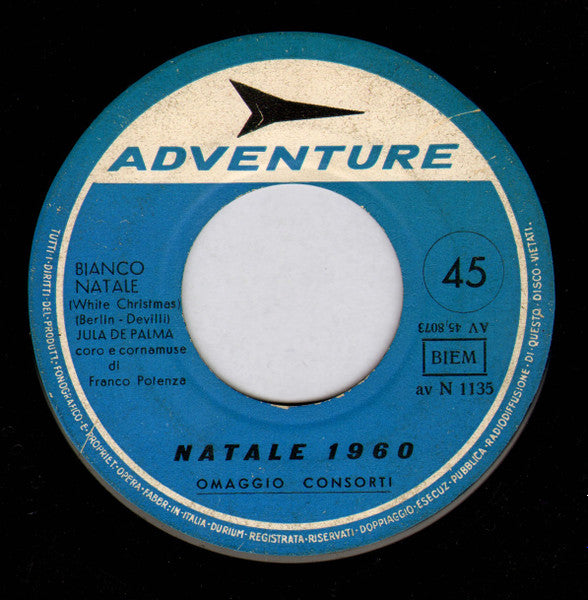 ADVENTURE
BIANCO
NATALE
(White Christmas)
(Berlin - Devilli)
JULA DE PALMA
coro e cornamuse
di
Franco Potenza
45
AV 45.8073
BIEM
av N 1135
NATALE 1960
OMAGGIO CONSORTI
TUTTI I DIRITTI DEL PRODUTT. FONOGRAFICO E PROPRIET. OPERA - FABBR. IN ITALIA - DURIUM - REGISTRATA - RISERVATI - DOPPIAGGIO - ESECUZ. PUBBLICA - RADIODIFFUSIONE - DI QUESTO - DISCO - VIETATI -